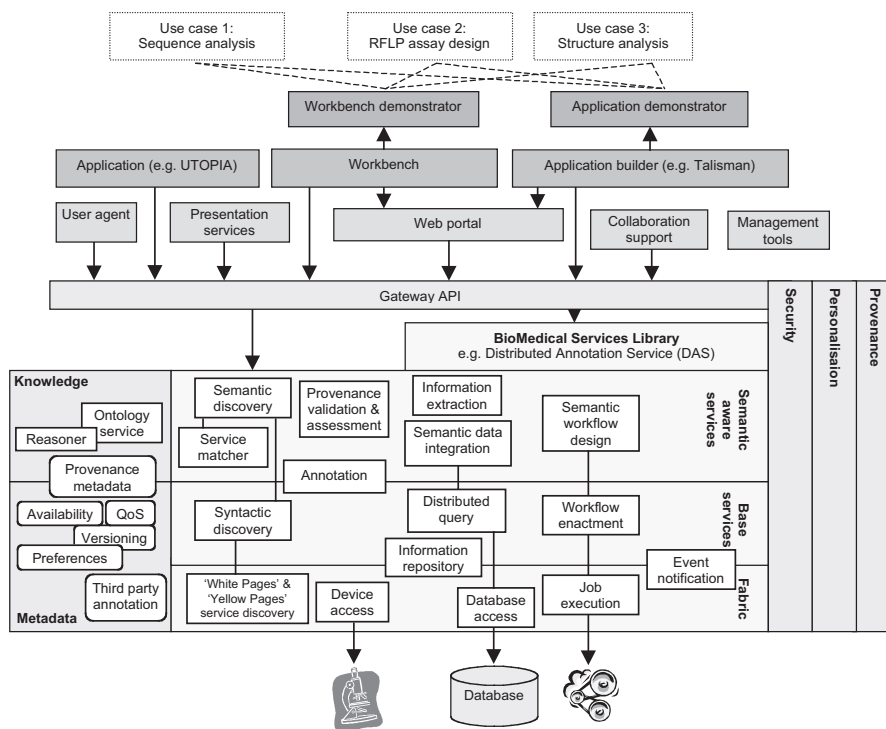 Use case 1:
Sequence analysis
Use case 2:
RFLP assay design
Use case 3:
Structure analysis
Workbench demonstrator
Application demonstrator
Application (e.g. UTOPIA)
Workbench
Application builder (e.g. Talisman)
User agent
Presentation
services
Web portal
Collaboration
support
Management
tools
Gateway API
Security
Personalisaion
Provenance
BioMedical Services Library
e.g. Distributed Annotation Service (DAS)
Knowledge
Ontology
service
Reasoner
Provenance
metadata
Semantic
discovery
Service
matcher
Provenance
validation &
assessment
Information
extraction
Semantic data
integration
Semantic
workflow
design
Semantic
aware
services
Annotation
Availability
QoS
Versioning
Preferences
Third party
annotation
Metadata
Syntactic
discovery
Distributed
query
Workflow
enactment
Base
services
Information
repository
Event
notification
'White Pages' &
'Yellow Pages'
service discovery
Device
access
Database
access
Job
execution
Fabric
Database